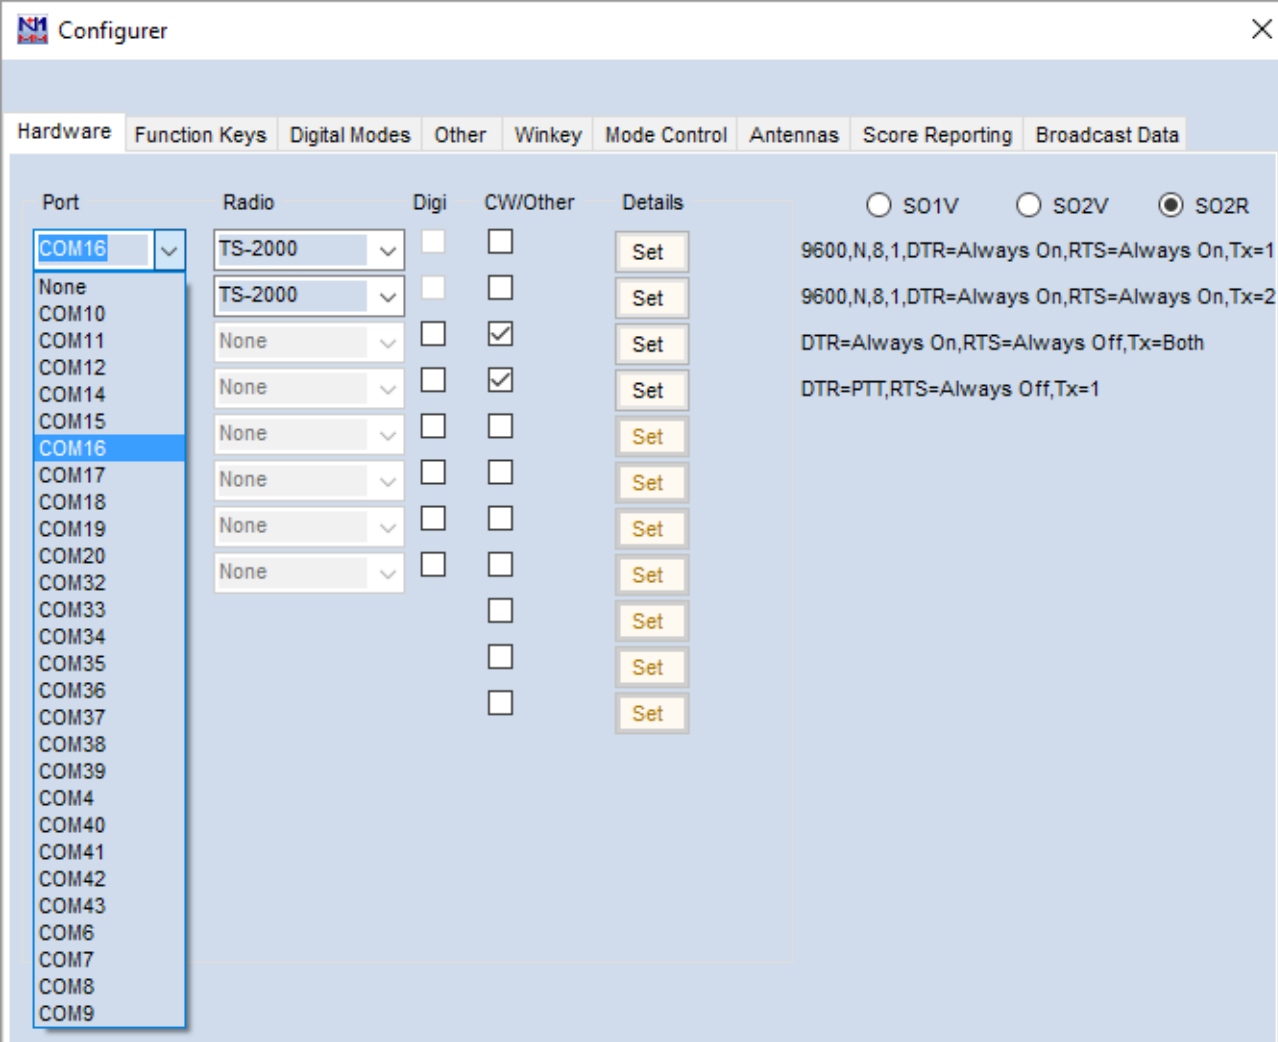 N1MM Configurer
Hardware Function Keys Digital Modes Other Winkey Mode Control Antennas Score Reporting Broadcast Data
Port Radio Digi CW/Other Details SO1V SO2V SO2R
COM16 TS-2000 Set 9600,N,8,1,DTR=Always On,RTS=Always On,Tx=1
TS-2000 Set 9600,N,8,1,DTR=Always On,RTS=Always On,Tx=2
None Set DTR=Always On,RTS=Always Off,Tx=Both
None Set DTR=PTT,RTS=Always Off,Tx=1
None Set
None Set
None Set
None Set
Set
Set
Set
None
COM10
COM11
COM12
COM14
COM15
COM16
COM17
COM18
COM19
COM20
COM32
COM33
COM34
COM35
COM36
COM37
COM38
COM39
COM4
COM40
COM41
COM42
COM43
COM6
COM7
COM8
COM9